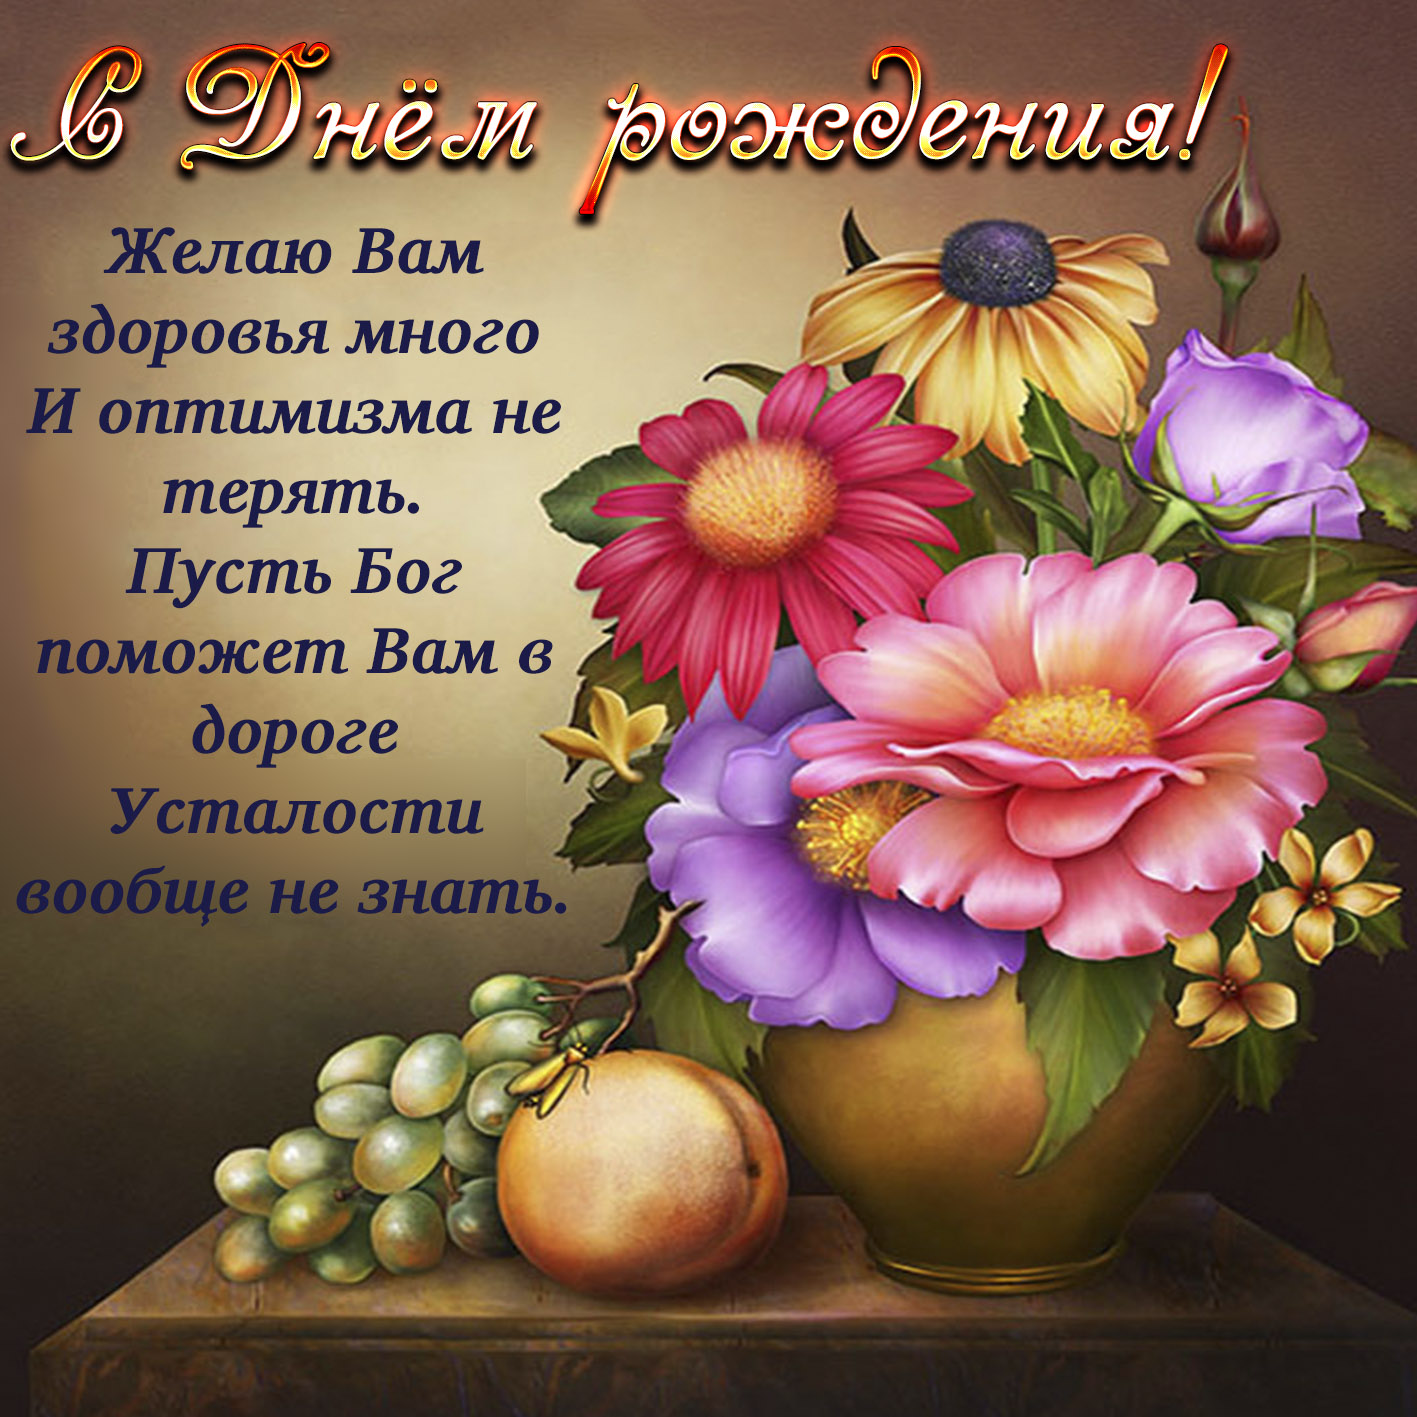 С Днём рождения!
Желаю Вам
здоровья много
И оптимизма не
терять.
Пусть Бог
поможет Вам в
дороге
Усталости
вообще не знать.